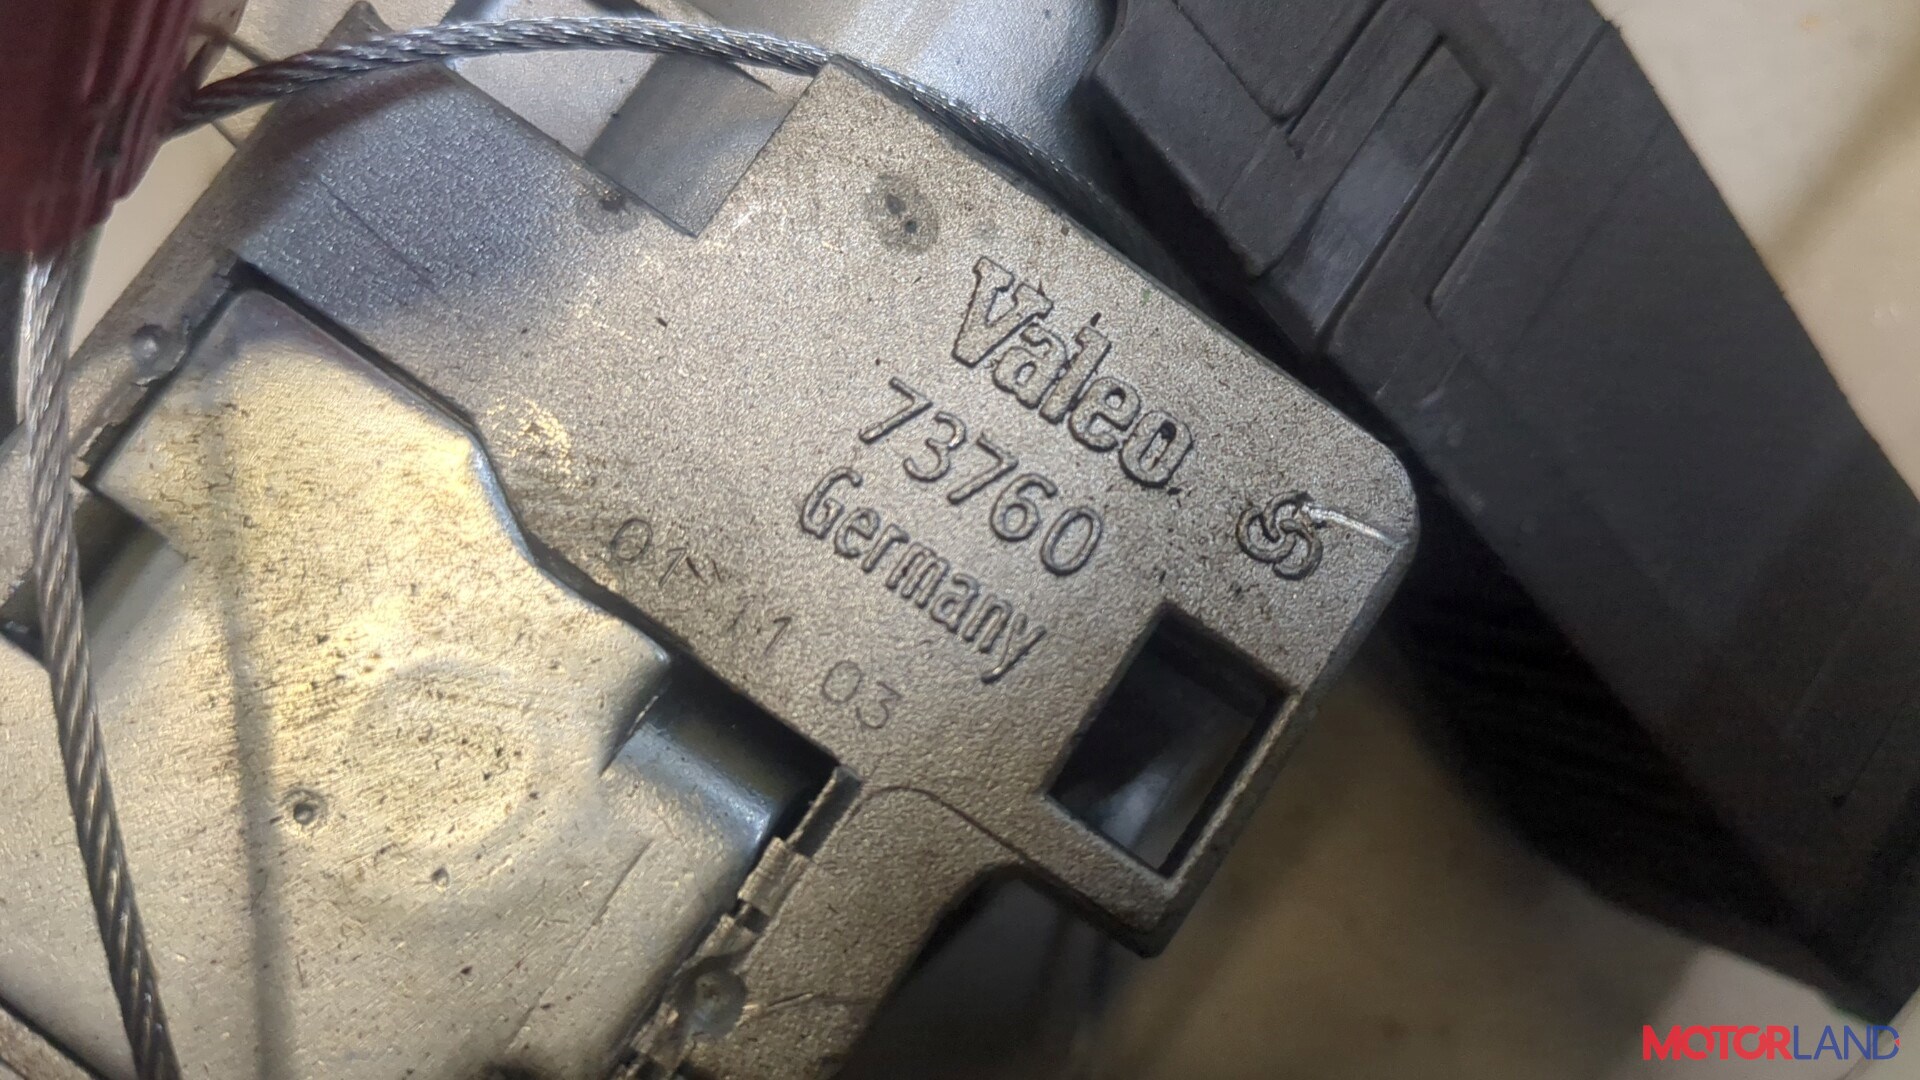 Valeo
73760
Germany
01 11 03
MOTORLAND